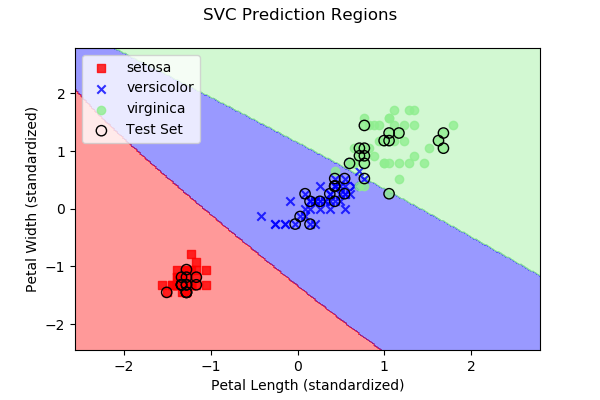 SVC Prediction Regions
setosa
versicolor
virginica
Test Set
Petal Width (standardized)
2
1
0
−1
−2
−2
−1
0
1
2
Petal Length (standardized)